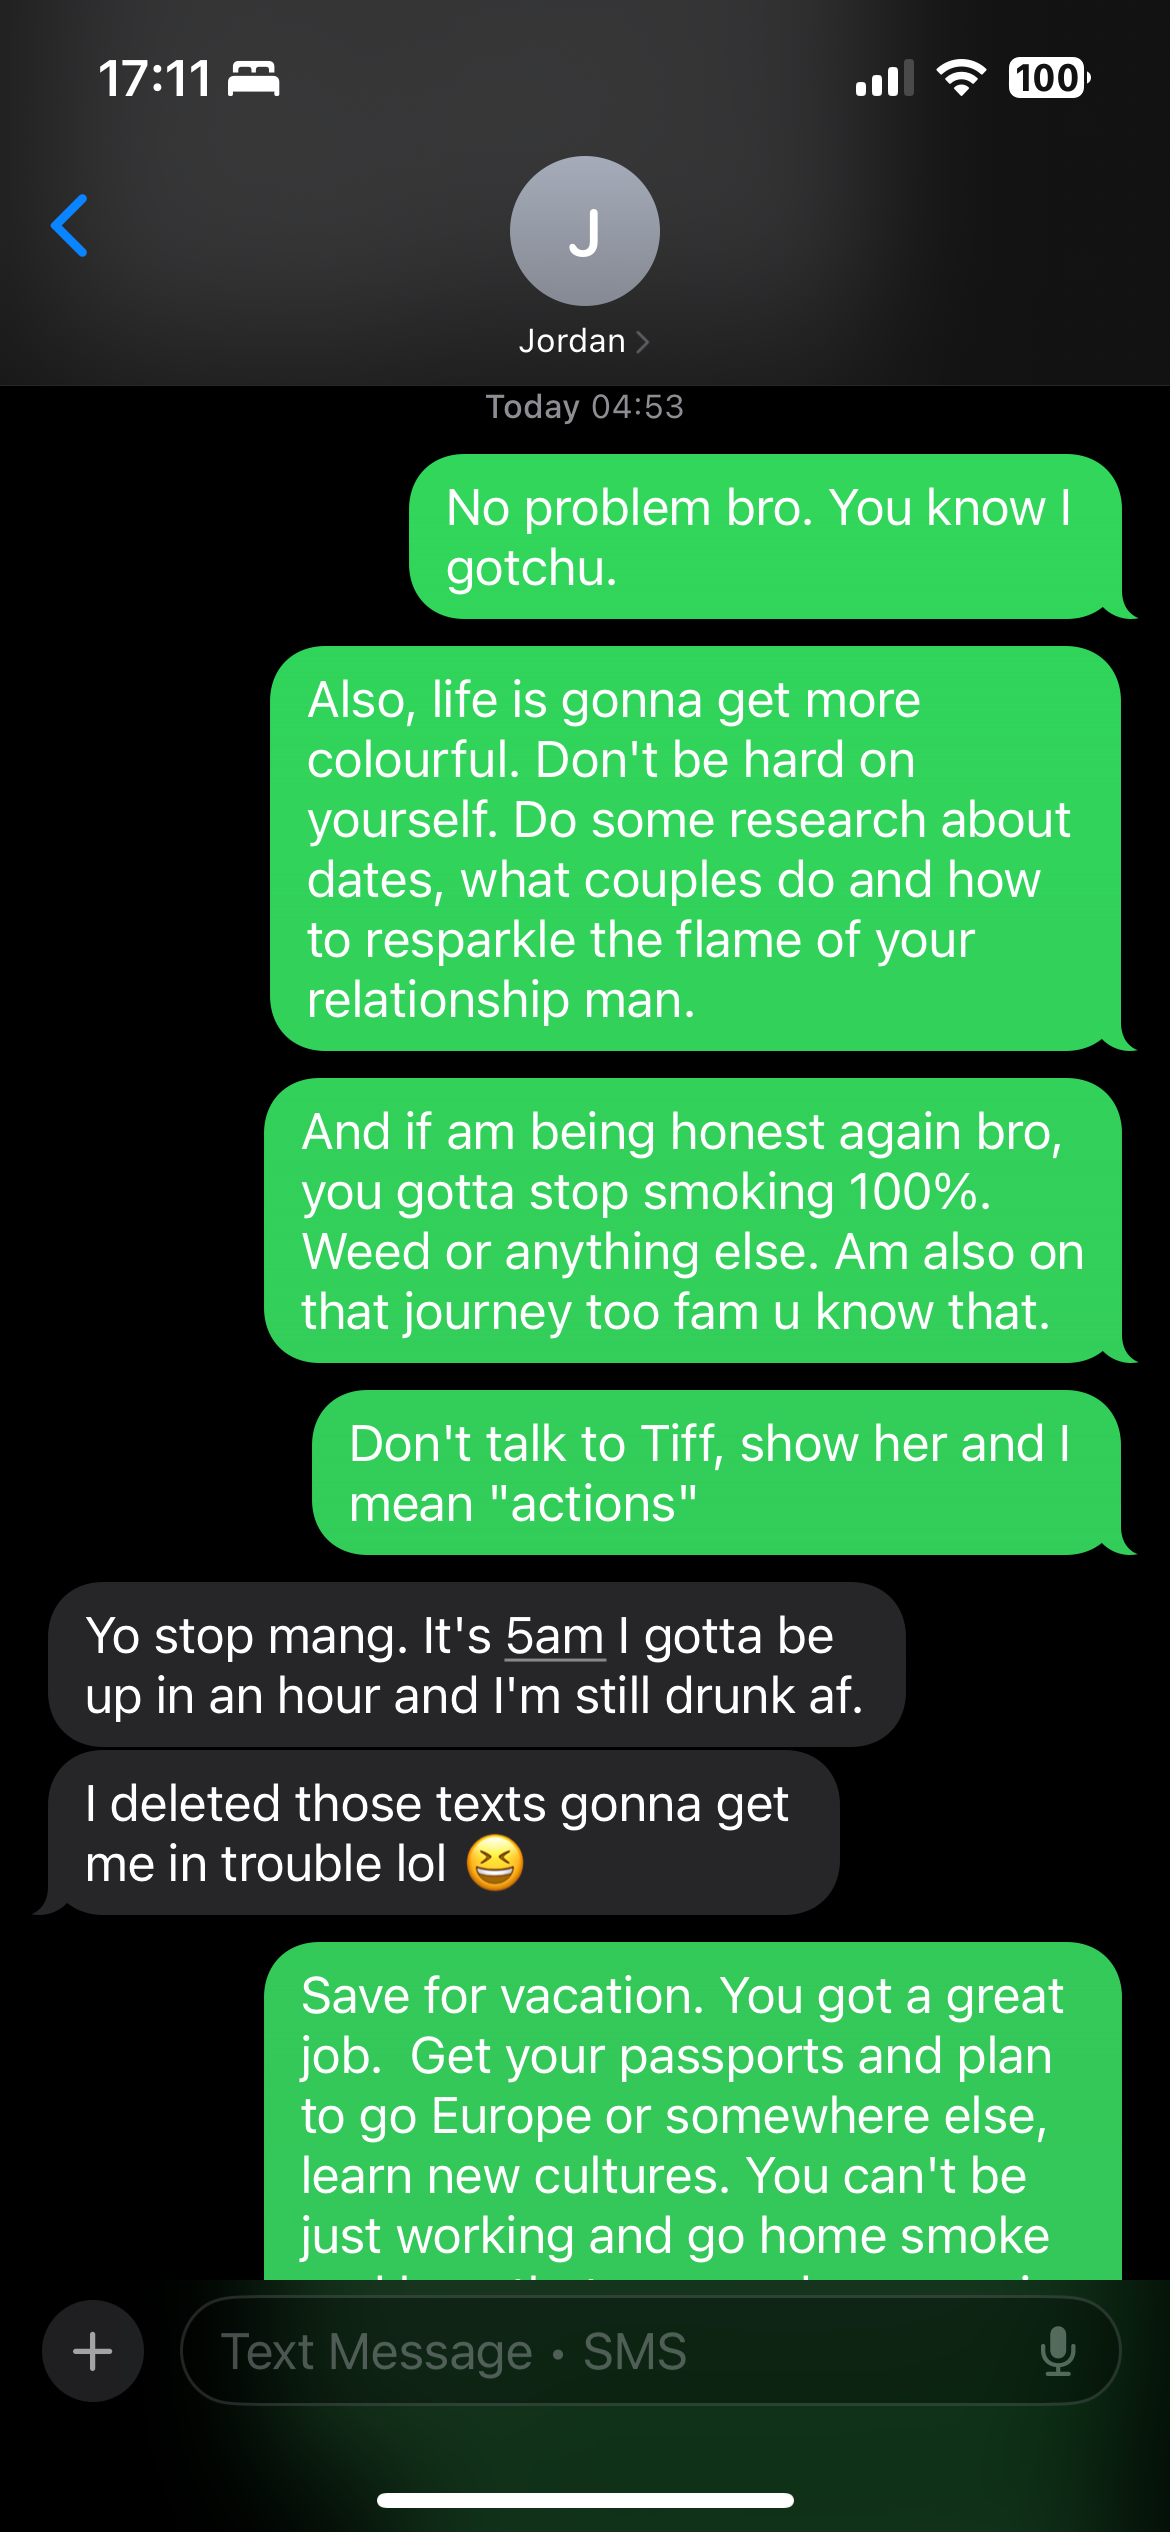 17:11
100
J
Jordan
Today 04:53
No problem bro. You know I
gotchu.
Also, life is gonna get more
colourful. Don't be hard on
yourself. Do some research about
dates, what couples do and how
to resparkle the flame of your
relationship man.
And if am being honest again bro,
you gotta stop smoking 100%.
Weed or anything else. Am also on
that journey too fam u know that.
Don't talk to Tiff, show her and I
mean "actions"
Yo stop mang. It's 5am I gotta be
up in an hour and I'm still drunk af.
I deleted those texts gonna get
me in trouble lol 😆
Save for vacation. You got a great
job.  Get your passports and plan
to go Europe or somewhere else,
learn new cultures. You can't be
just working and go home smoke
Text Message • SMS